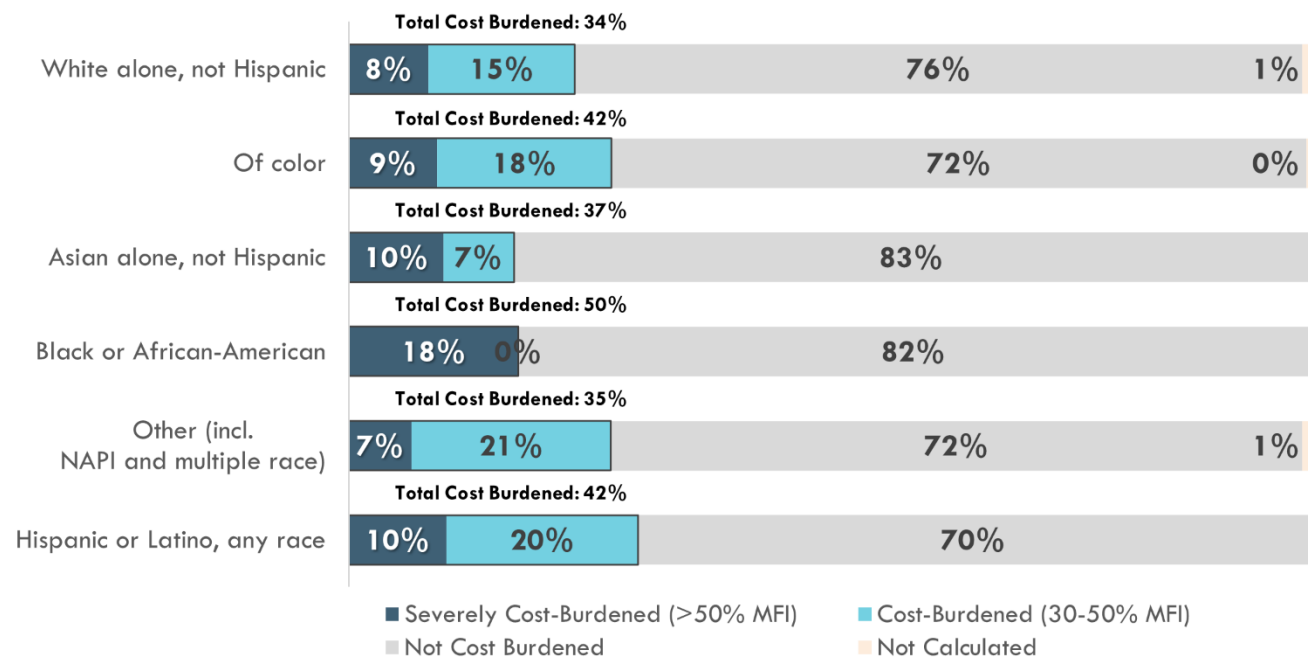 Total Cost Burdened: 34%
White alone, not Hispanic 8% 15% 76% 1%
Total Cost Burdened: 42%
Of color 9% 18% 72% 0%
Total Cost Burdened: 37%
Asian alone, not Hispanic 10% 7% 83%
Total Cost Burdened: 50%
Black or African-American 18% 0% 82%
Total Cost Burdened: 35%
Other (incl.
NAPI and multiple race) 7% 21% 72% 1%
Total Cost Burdened: 42%
Hispanic or Latino, any race 10% 20% 70%
Severely Cost-Burdened (>50% MFI) Cost-Burdened (30-50% MFI)
Not Cost Burdened Not Calculated